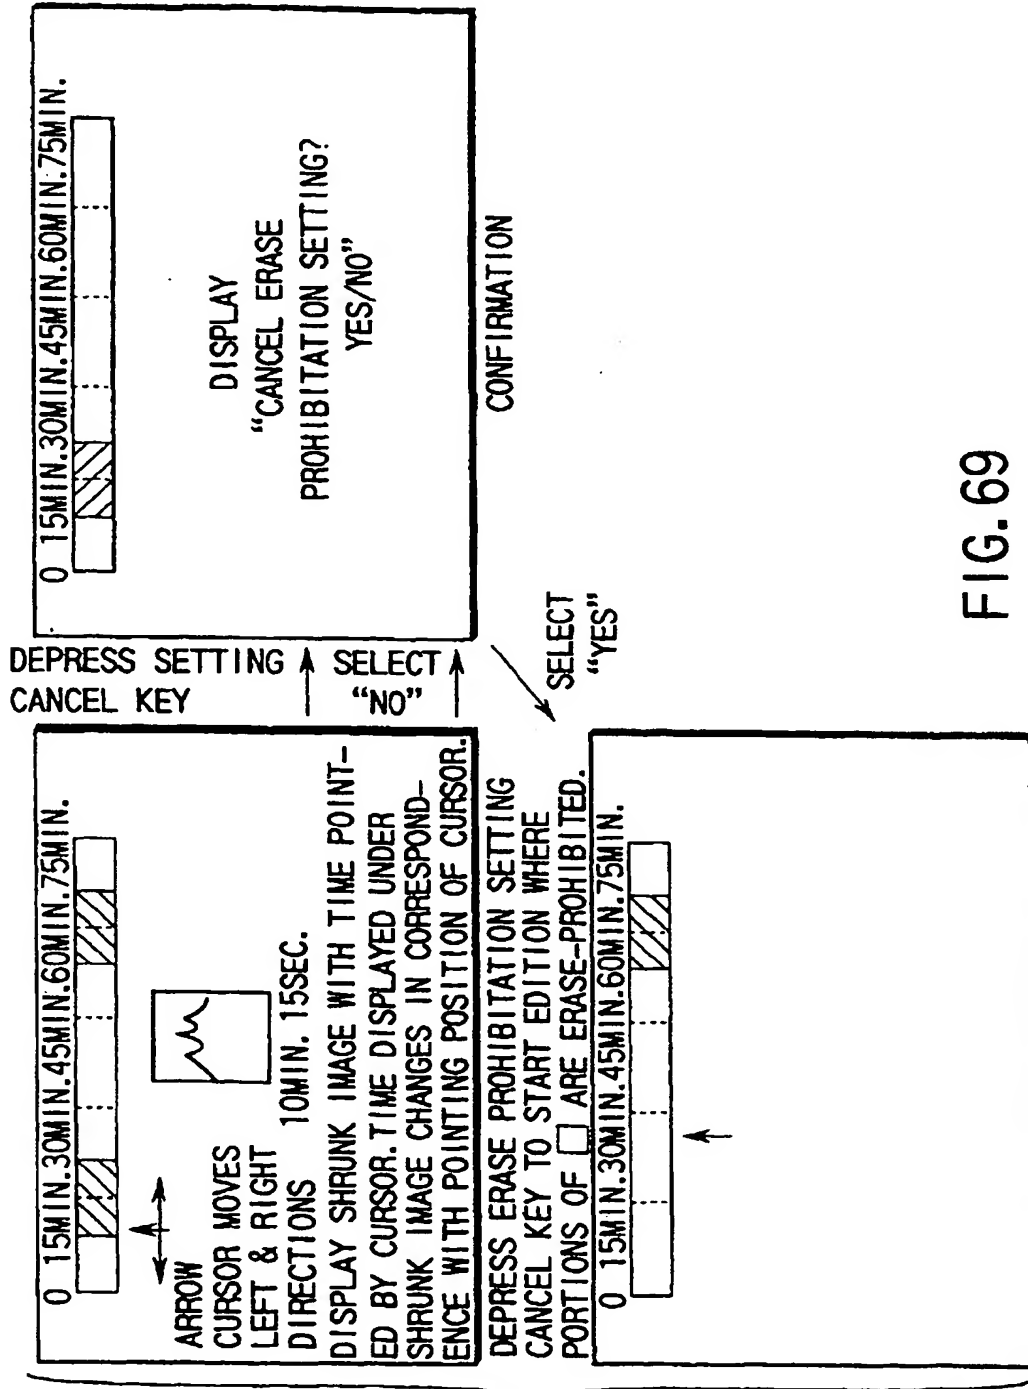 0 15MIN.30MIN.45MIN.60MIN.75MIN.
ARROW
CURSOR MOVES
LEFT & RIGHT
DIRECTIONS
10MIN. 15SEC.
DISPLAY SHRUNK IMAGE WITH TIME POINT-
ED BY CURSOR.TIME DISPLAYED UNDER
SHRUNK IMAGE CHANGES IN CORRESPOND-
ENCE WITH POINTING POSITION OF CURSOR.
DEPRESS SETTING
CANCEL KEY
SELECT
“NO”
0 15MIN.30MIN.45MIN.60MIN.75MIN.
DISPLAY
“CANCEL ERASE
PROHIBITATION SETTING?
YES/NO”
CONFIRMATION
SELECT
“YES”
DEPRESS ERASE PROHIBITATION SETTING
CANCEL KEY TO START EDITION WHERE
PORTIONS OF □ ARE ERASE-PROHIBITED.
0 15MIN.30MIN.45MIN.60MIN.75MIN.
FIG. 69